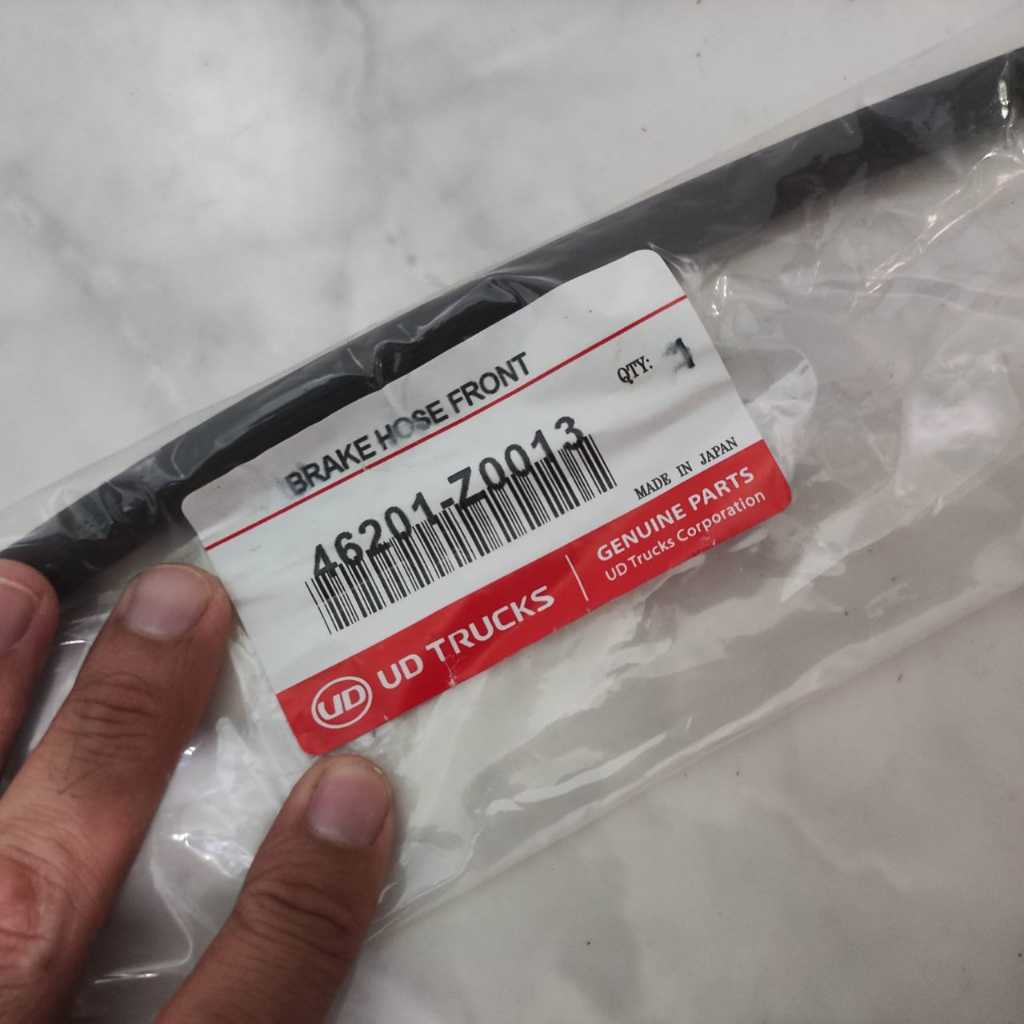 BRAKE HOSE FRONT
QTY: 1
46201-Z0013
MADE IN JAPAN
UD UD TRUCKS
GENUINE PARTS
UD Trucks Corporation